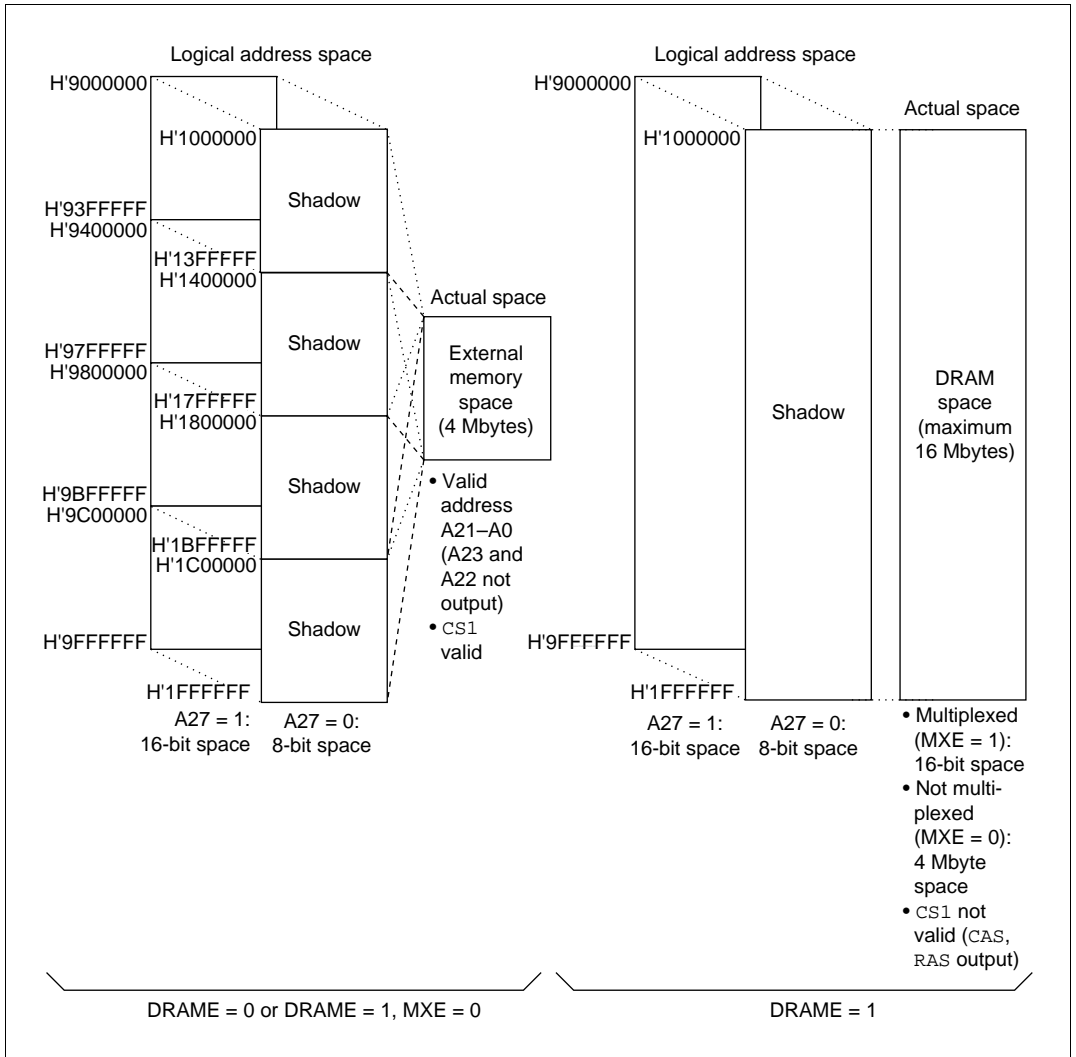 Logical address space
H'9000000
H'1000000
Shadow
H'93FFFFF
H'9400000
H'13FFFFF
H'1400000
Shadow
H'97FFFFF
H'9800000
H'17FFFFF
H'1800000
Shadow
H'9BFFFFF
H'9C00000
H'1BFFFFF
H'1C00000
Shadow
H'9FFFFFF
H'1FFFFFF
A27 = 1:
16-bit space
A27 = 0:
8-bit space
Actual space
External
memory
space
(4 Mbytes)
• Valid
address
A21–A0
(A23 and
A22 not
output)
• CS1
valid
DRAME = 0 or DRAME = 1, MXE = 0
Logical address space
H'9000000
H'1000000
Shadow
H'9FFFFFF
H'1FFFFFF
A27 = 1:
16-bit space
A27 = 0:
8-bit space
Actual space
DRAM
space
(maximum
16 Mbytes)
• Multiplexed
(MXE = 1):
16-bit space
• Not multi-
plexed
(MXE = 0):
4 Mbyte
space
• CS1 not
valid (CAS,
RAS output)
DRAME = 1